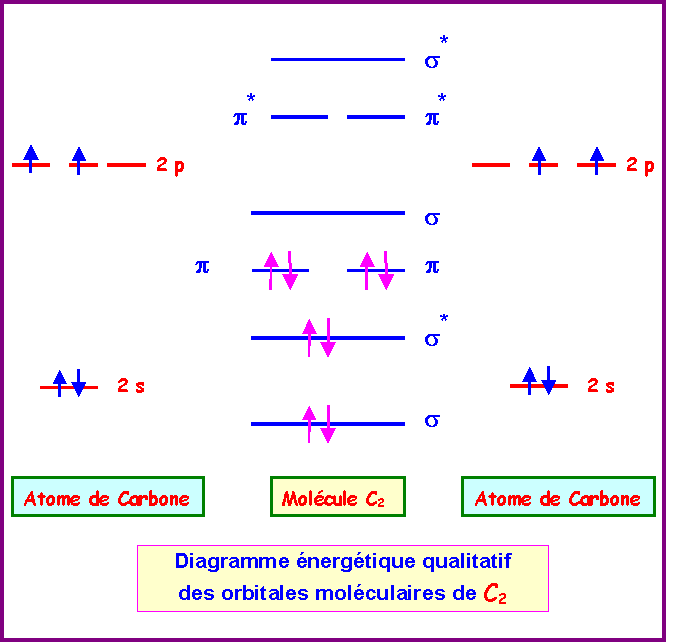 σ*
π* π*
2 p 2 p
σ
π π
σ*
2 s 2 s
σ
Atome de Carbone Molécule C₂ Atome de Carbone
Diagramme énergétique qualitatif
des orbitales moléculaires de C₂